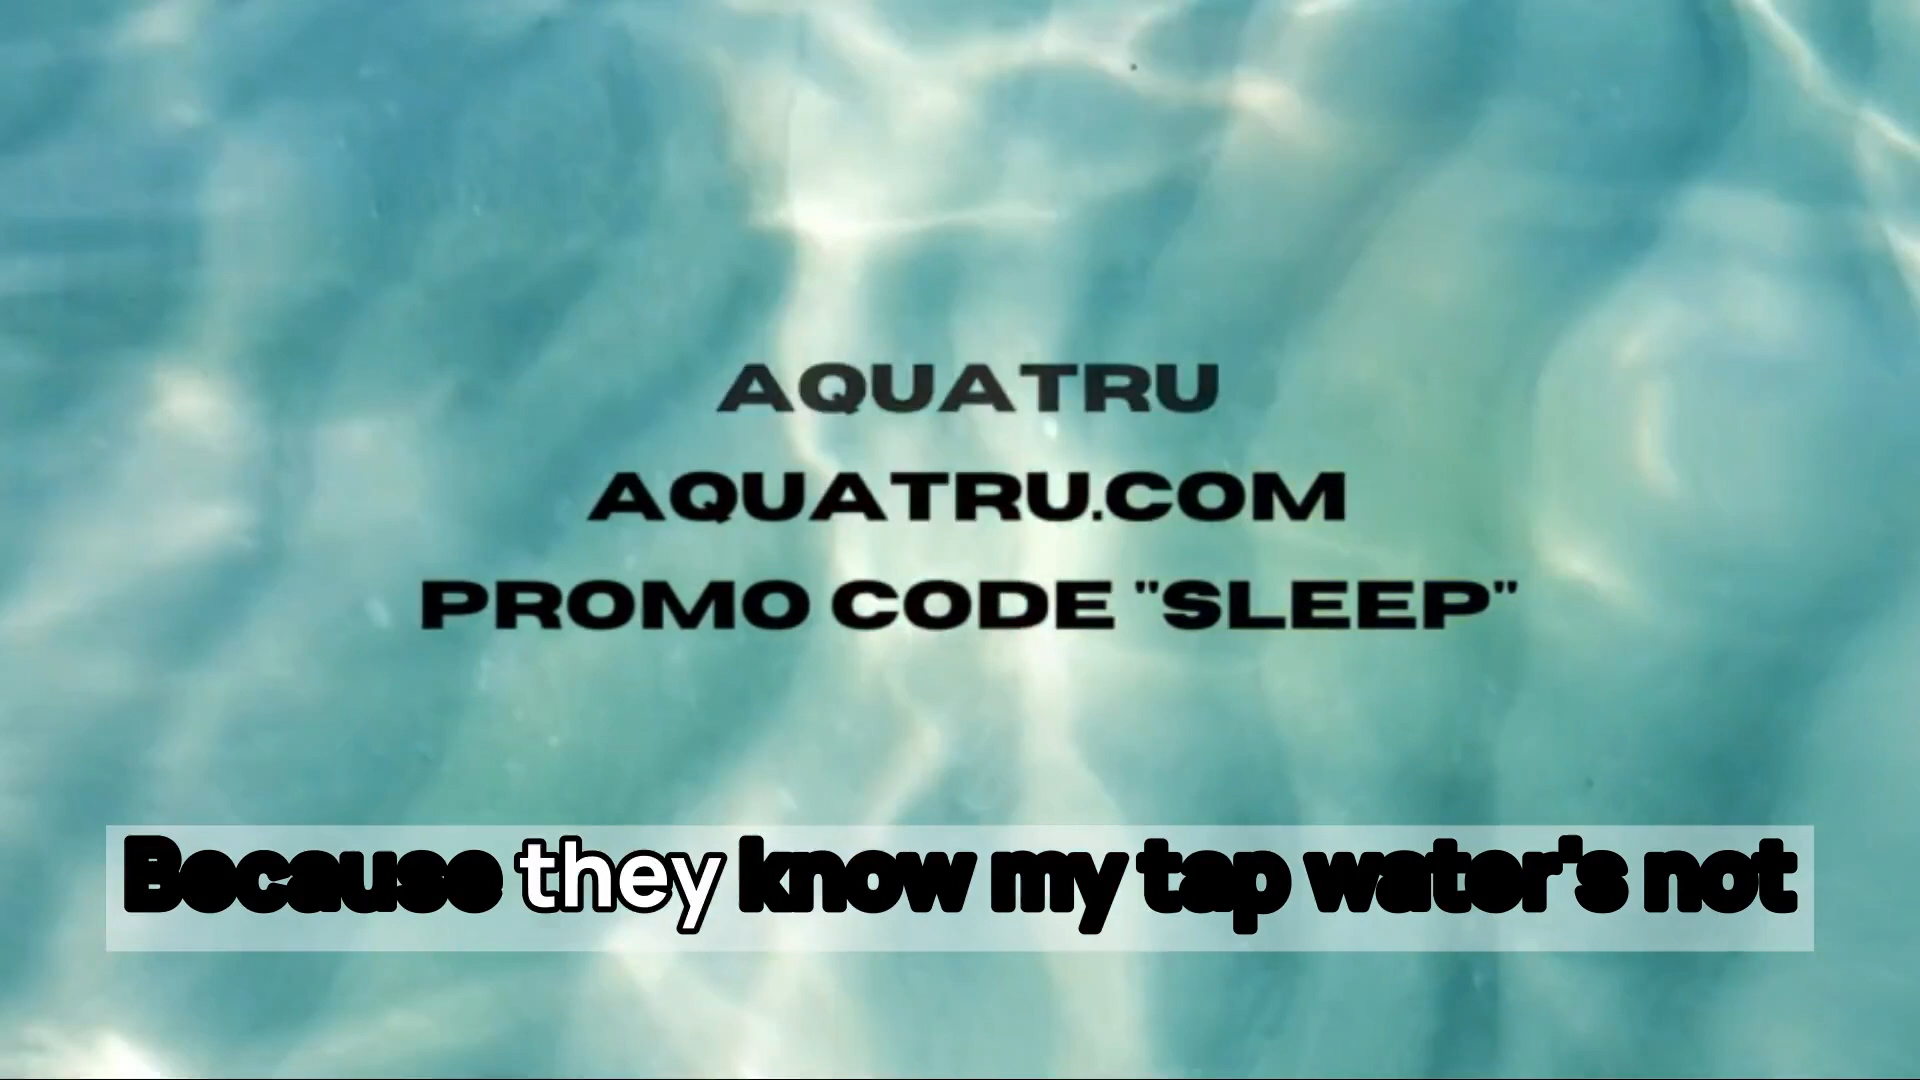 AQUATRU
AQUATRU.COM
PROMO CODE "SLEEP"
Because they know my tap water's not